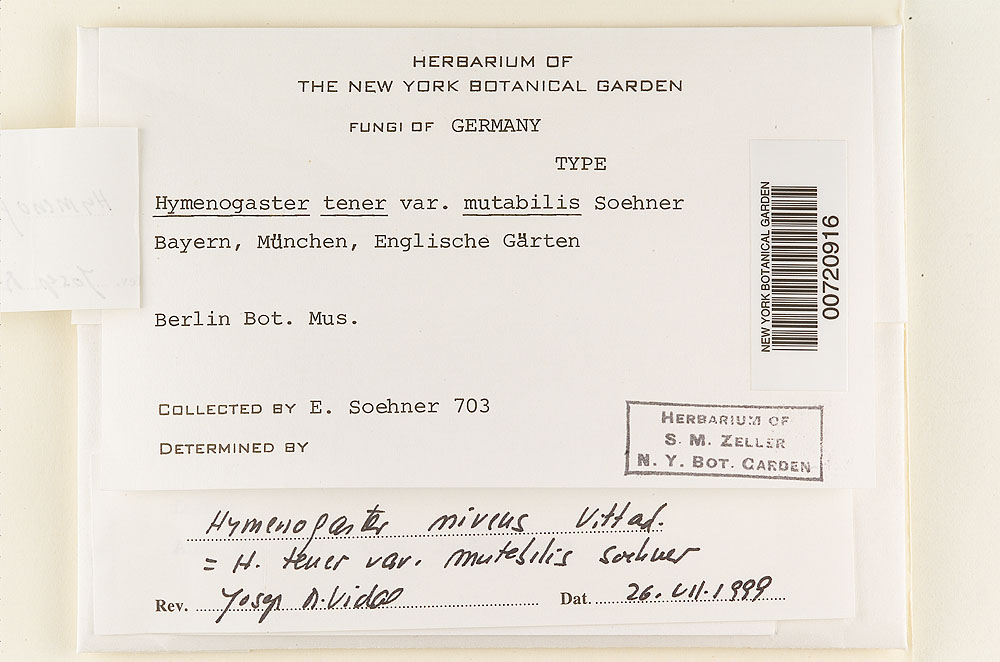 HERBARIUM OF
THE NEW YORK BOTANICAL GARDEN
FUNGI OF GERMANY
TYPE
Hymenogaster tener var. mutabilis Soehner
Bayern, München, Englische Gärten
Berlin Bot. Mus.
COLLECTED BY E. Soehner 703
DETERMINED BY
NEW YORK BOTANICAL GARDEN
00720916
HERBARIUM OF
S. M. ZELLER
N. Y. BOT. GARDEN
Hymenogaster niveus Vittad.
= H. tener var. mutabilis soehner
Rev. Josep M. Vidal Dat. 26.VII.1999